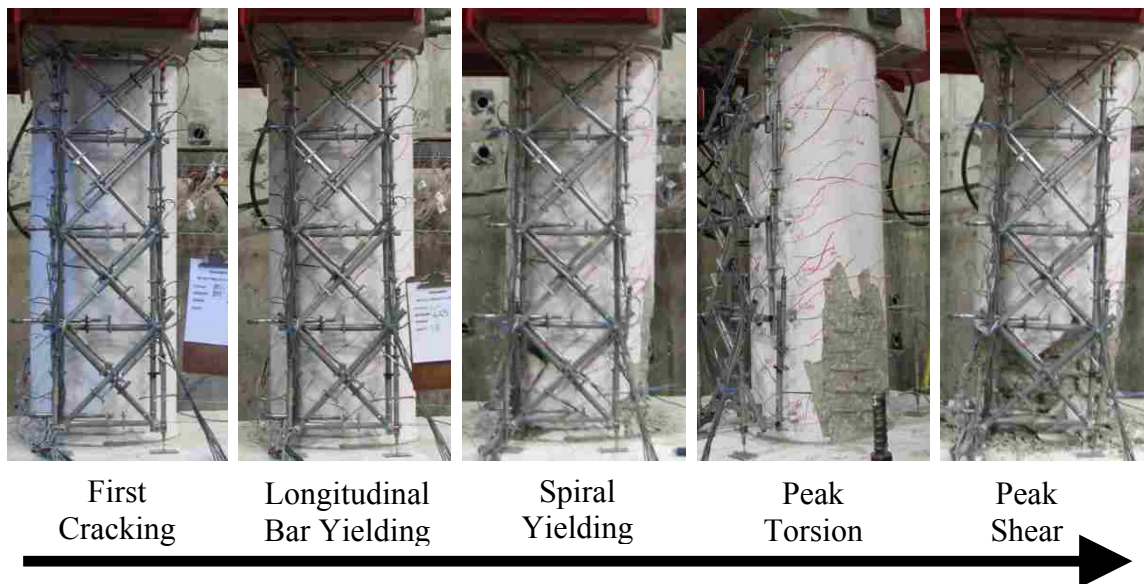 First
Cracking
Longitudinal
Bar Yielding
Spiral
Yielding
Peak
Torsion
Peak
Shear